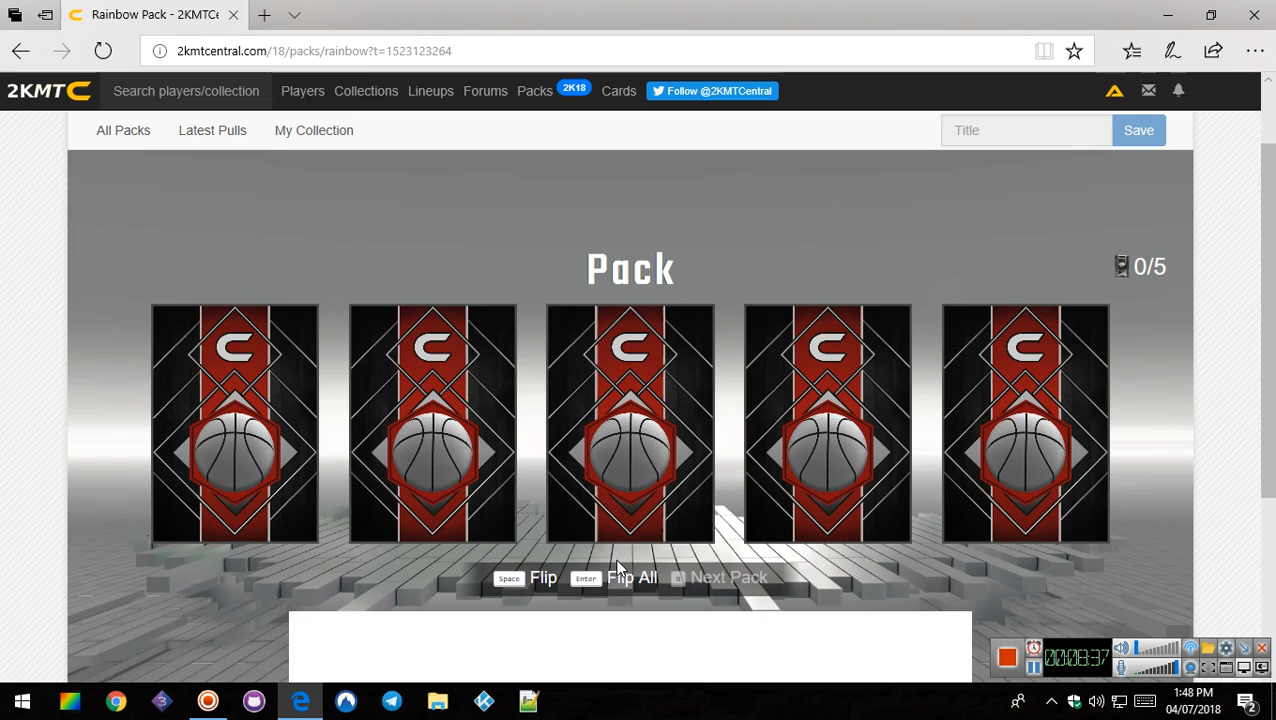 Rainbow Pack - 2KMTCe
2kmtcentral.com/18/packs/rainbow?t=1523123264
2KMTC Search players/collection Players Collections Lineups Forums Packs 2K18 Cards Follow @2KMTCentral
All Packs Latest Pulls My Collection Title Save
Pack
0/5
C C C C C
Space Flip Enter Flip All N Next Pack
00:08:37
1:48 PM
04/07/2018
2